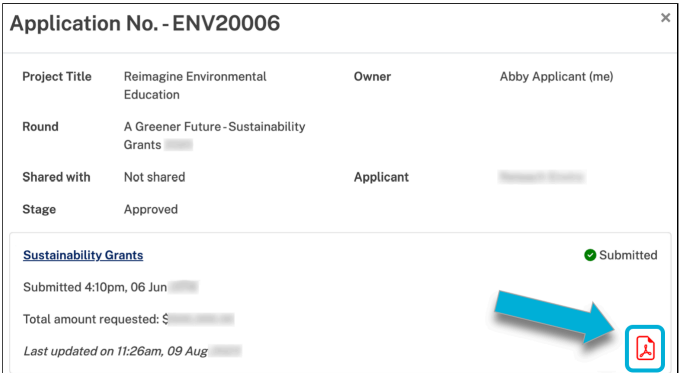 Application No. - ENV20006
Project Title Reimagine Environmental Owner Abby Applicant (me)
Education
Round A Greener Future - Sustainability
Grants
Shared with Not shared Applicant
Stage Approved
Sustainability Grants Submitted
Submitted 4:10pm, 06 Jun
Total amount requested: $
Last updated on 11:26am, 09 Aug